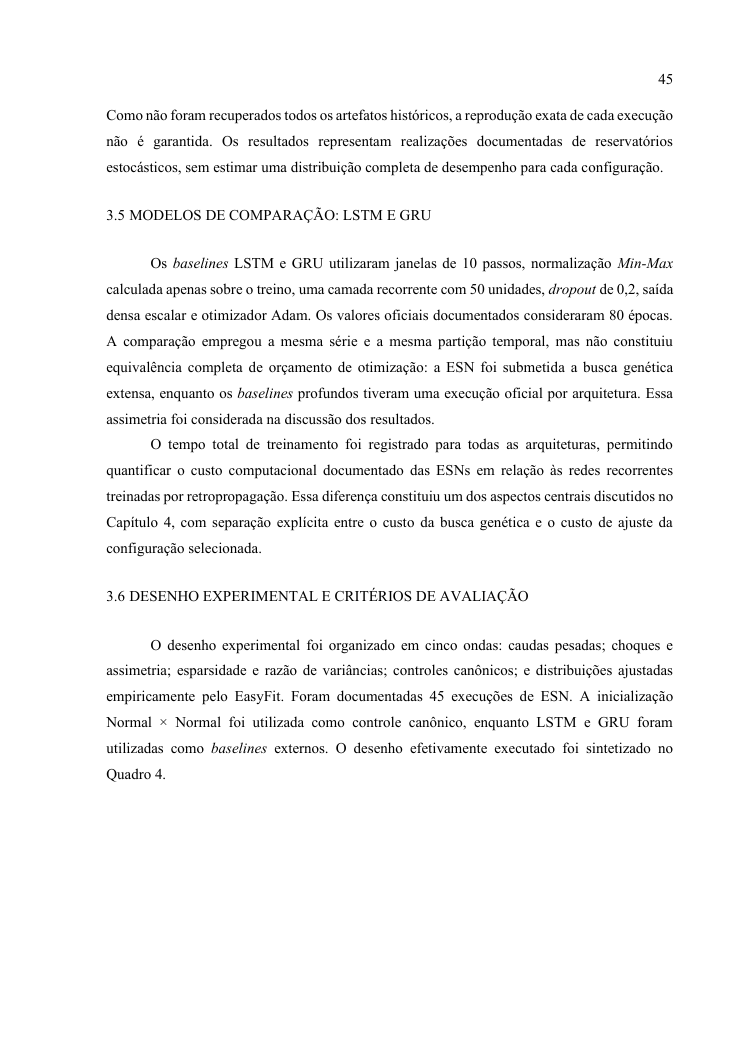 45
Como não foram recuperados todos os artefatos históricos, a reprodução exata de cada execução
não é garantida. Os resultados representam realizações documentadas de reservatórios
estocásticos, sem estimar uma distribuição completa de desempenho para cada configuração.
3.5 MODELOS DE COMPARAÇÃO: LSTM E GRU
Os baselines LSTM e GRU utilizaram janelas de 10 passos, normalização Min-Max
calculada apenas sobre o treino, uma camada recorrente com 50 unidades, dropout de 0,2, saída
densa escalar e otimizador Adam. Os valores oficiais documentados consideraram 80 épocas.
A comparação empregou a mesma série e a mesma partição temporal, mas não constituiu
equivalência completa de orçamento de otimização: a ESN foi submetida a busca genética
extensa, enquanto os baselines profundos tiveram uma execução oficial por arquitetura. Essa
assimetria foi considerada na discussão dos resultados.
O tempo total de treinamento foi registrado para todas as arquiteturas, permitindo
quantificar o custo computacional documentado das ESNs em relação às redes recorrentes
treinadas por retropropagação. Essa diferença constituiu um dos aspectos centrais discutidos no
Capítulo 4, com separação explícita entre o custo da busca genética e o custo de ajuste da
configuração selecionada.
3.6 DESENHO EXPERIMENTAL E CRITÉRIOS DE AVALIAÇÃO
O desenho experimental foi organizado em cinco ondas: caudas pesadas; choques e
assimetria; esparsidade e razão de variâncias; controles canônicos; e distribuições ajustadas
empiricamente pelo EasyFit. Foram documentadas 45 execuções de ESN. A inicialização
Normal × Normal foi utilizada como controle canônico, enquanto LSTM e GRU foram
utilizadas como baselines externos. O desenho efetivamente executado foi sintetizado no
Quadro 4.